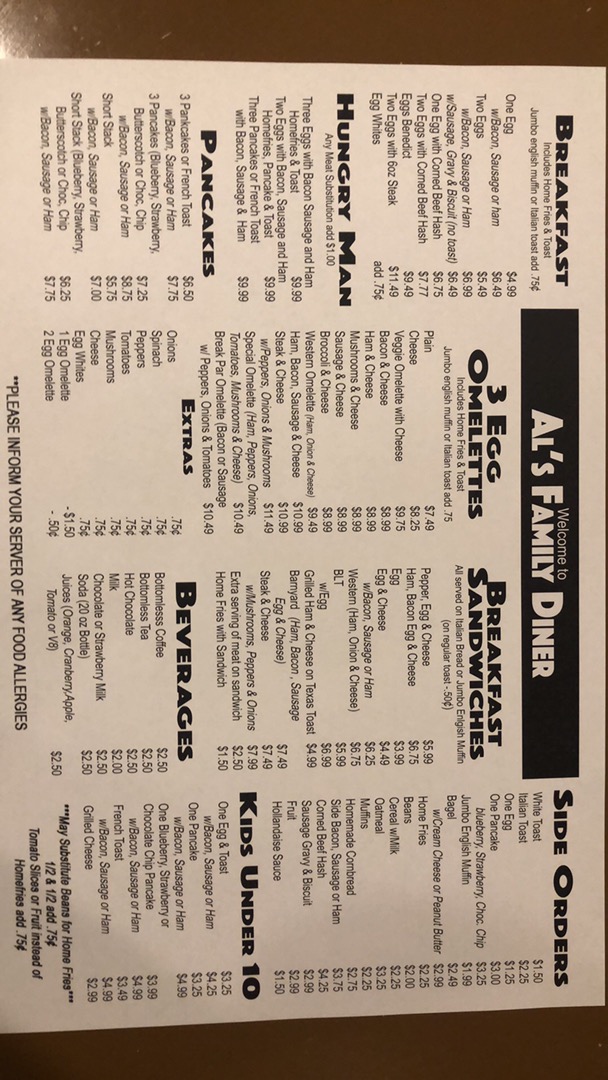 Welcome to
AL'S FAMILY DINER
BREAKFAST
Includes Home Fries & Toast
Jumbo english muffin or Italian toast add .75¢
One Egg $4.99
w/Bacon, Sausage or ham $6.49
Two Eggs $5.49
w/Bacon, Sausage or Ham $6.99
w/Sausage, Gravy & Biscuit (no toast) $6.49
One Egg with Corned Beef Hash $6.75
Two Eggs with Corned Beef Hash $7.77
Eggs Benedict $9.49
Two Eggs with 6oz Steak $11.49
Egg Whites add .75¢
HUNGRY MAN
Any Meat Substitution add $1.00
Three Eggs with Bacon Sausage and Ham
Homefries & Toast $9.99
Two Eggs with Bacon, Sausage and Ham
Homefries, Pancake & Toast $9.99
Three Pancakes or French Toast
with Bacon, Sausage & Ham $9.99
PANCAKES
3 Pankcakes or French Toast $6.50
w/Bacon, Sausage or Ham $7.75
3 Pancakes (Blueberry, Strawberry,
Butterscotch or Choc, Chip $7.25
w/Bacon, Sausage or Ham $8.75
Short Stack $5.75
w/Bacon, Sausage or Ham $7.00
Short Stack (Blueberry, Strawberry,
Butterscotch or Choc, Chip $6.25
w/Bacon, Sausage or Ham $7.75
3 EGG
OMELETTES
Includes Home Fries & Toast
Jumbo english muffin or Italian toast add .75
Plain $7.49
Cheese $8.25
Veggie Omelette with Cheese $9.75
Bacon & Cheese $8.99
Ham & Cheese $8.99
Mushrooms & Cheese $8.99
Sausage & Cheese $8.99
Broccoli & Cheese $8.99
Western Omelette (Ham, Onion & Cheese) $9.49
Ham, Bacon, Sausage & Cheese $10.99
Steak & Cheese $10.99
w/Peppers, Onions & Mushrooms $11.49
Special Omelette (Ham, Peppers, Onions,
Tomatoes, Mushrooms & Cheese) $10.49
Break Par Omelette (Bacon or Sausage
w/ Peppers, Onions & Tomatoes $10.49
EXTRAS
Onions .75¢
Spinach .75¢
Peppers .75¢
Tomatoes .75¢
Mushrooms .75¢
Cheese .75¢
Egg Whites .75¢
1 Egg Omelette -$1.50
2 Egg Omelette - .50¢
BREAKFAST
SANDWICHES
All served on Italian Bread or Jumbo Enlgish Muffin
(on regular toast -.50¢)
Pepper, Egg & Cheese $5.99
Ham, Bacon Egg & Cheese $6.75
Egg $3.99
Egg & Cheese $4.49
w/Bacon, Sausage or Ham $6.25
Western (Ham, Onion & Cheese) $6.75
BLT $5.99
w/Egg $6.99
Grilled Ham & Cheese on Texas Toast $4.99
Barnyard (Ham, Bacon , Sausage
Egg & Cheese) $7.49
Steak & Cheese $7.49
w/Mushrooms, Peppers & Onions $7.99
Extra serving of meat on sandwich $2.50
Home Fries with Sandwich $1.50
BEVERAGES
Bottomlesss Coffee $2.50
Bottomless Tea $2.50
Hot Chocolate $2.50
Milk $2.00
Chocolate or Strawberry Milk $2.50
Soda (20 oz Bottle) $2.50
Juices (Orange, Cranberry,Apple,
Tomato or V8) $2.50
SIDE ORDERS
White Toast $1.50
Italian Toast $2.25
One Egg $1.25
One Pancake $3.00
blueberry, Strawberry, Choc, Chip $3.25
Jumbo English Muffin $1.99
Bagel $2.49
w/Cream Cheese or Peanut Butter $2.99
Home Fries $2.25
Beans $2.00
Cereal w/Milk $2.25
Oatmeal $3.25
Muffins $2.25
Homemade Cornbread $2.75
Side Bacon, Sausage or Ham $3.75
Corned Beef Hash $4.25
Sausage Gravy & Biscuit $2.99
Fruit $2.99
Hollandaise Sauce $1.50
KIDS UNDER 10
One Egg & Toast $3.25
w/Bacon, Sausage or Ham $4.25
One Pancake $3.25
w/Bacon, Sausage or Ham $4.99
One Blueberry, Strawberry or
Chocolate Chip Pancake $3.99
w/Bacon, Sausage or Ham $4.99
French Toast $3.49
w/Bacon, Sausage or Ham $4.99
Grilled Cheese $2.99
***May Substitute Beans for Home Fries***
1/2 & 1/2 add .75¢
Tomato Slices or Fruit instead of
Homefries add .75¢
**PLEASE INFORM YOUR SERVER OF ANY FOOD ALLERGIES